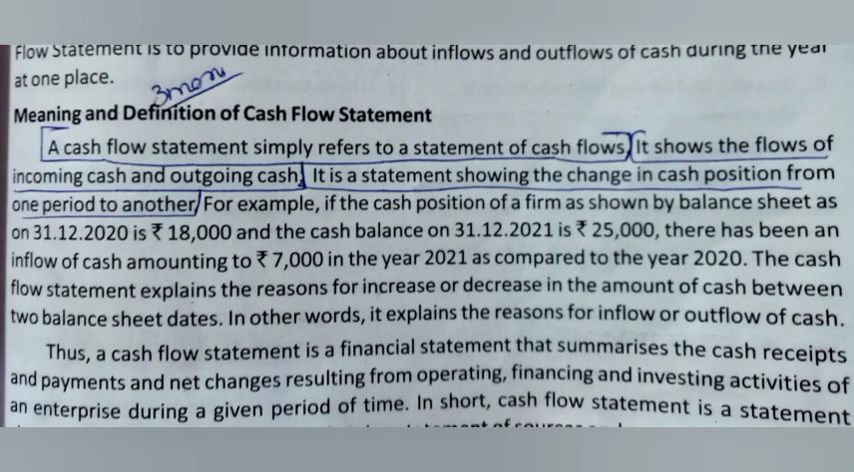 Flow Statement is to provide information about inflows and outflows of cash during the year
at one place.
Meaning and Definition of Cash Flow Statement
A cash flow statement simply refers to a statement of cash flows. It shows the flows of
incoming cash and outgoing cash. It is a statement showing the change in cash position from
one period to another. For example, if the cash position of a firm as shown by balance sheet as
on 31.12.2020 is ₹ 18,000 and the cash balance on 31.12.2021 is ₹ 25,000, there has been an
inflow of cash amounting to ₹ 7,000 in the year 2021 as compared to the year 2020. The cash
flow statement explains the reasons for increase or decrease in the amount of cash between
two balance sheet dates. In other words, it explains the reasons for inflow or outflow of cash.
Thus, a cash flow statement is a financial statement that summarises the cash receipts
and payments and net changes resulting from operating, financing and investing activities of
an enterprise during a given period of time. In short, cash flow statement is a statement